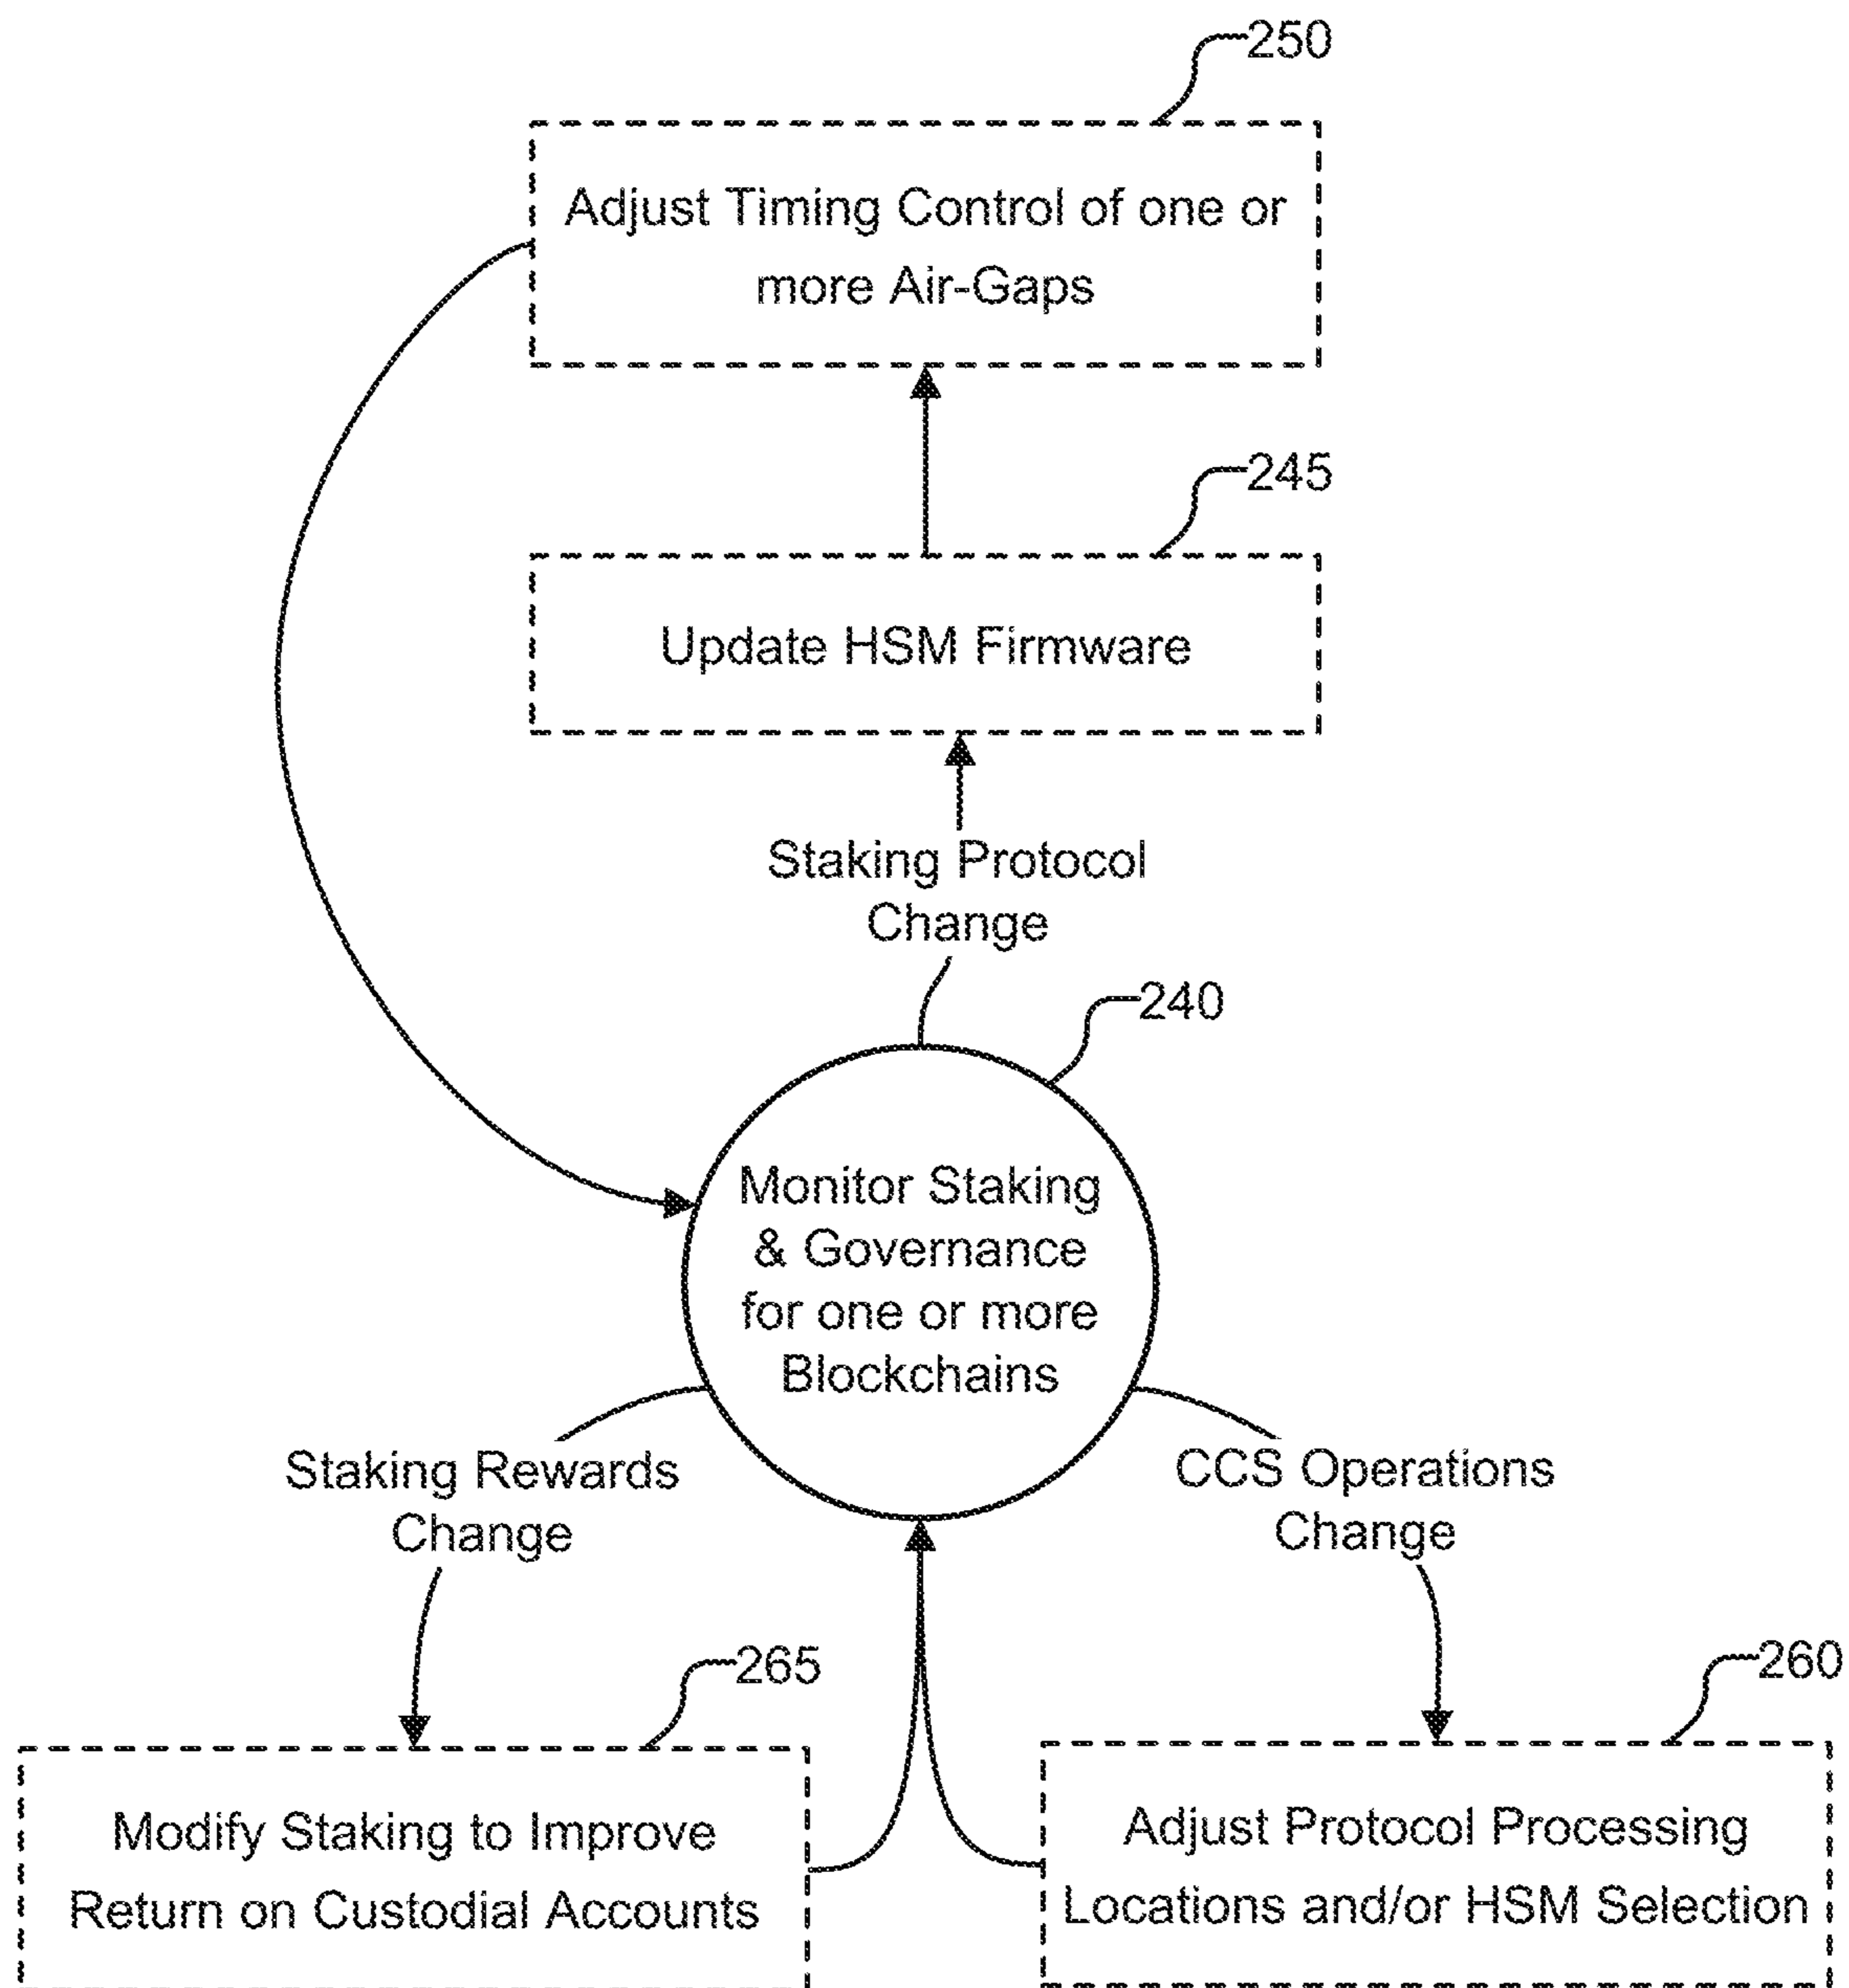 250
Adjust Timing Control of one or
more Air-Gaps
245
Update HSM Firmware
Staking Protocol
Change
240
Monitor Staking
& Governance
for one or more
Blockchains
Staking Rewards
Change
CCS Operations
Change
265
260
Modify Staking to Improve
Return on Custodial Accounts
Adjust Protocol Processing
Locations and/or HSM Selection